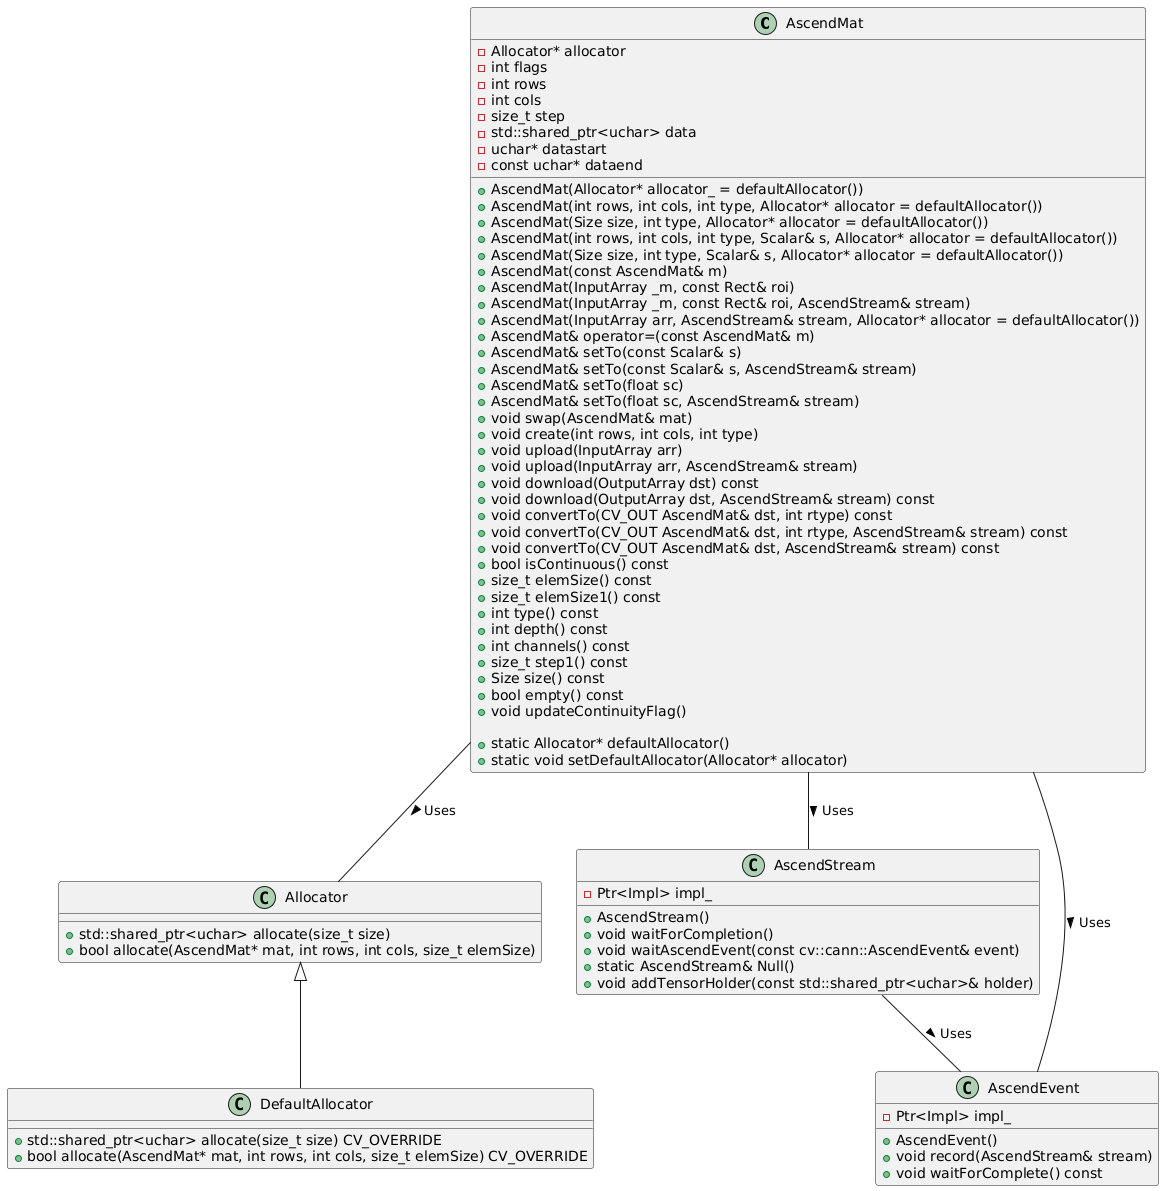 C AscendMat
Allocator* allocator
int flags
int rows
int cols
size_t step
std::shared_ptr<uchar> data
uchar* datastart
const uchar* dataend
AscendMat(Allocator* allocator_ = defaultAllocator())
AscendMat(int rows, int cols, int type, Allocator* allocator = defaultAllocator())
AscendMat(Size size, int type, Allocator* allocator = defaultAllocator())
AscendMat(int rows, int cols, int type, Scalar& s, Allocator* allocator = defaultAllocator())
AscendMat(Size size, int type, Scalar& s, Allocator* allocator = defaultAllocator())
AscendMat(const AscendMat& m)
AscendMat(InputArray _m, const Rect& roi)
AscendMat(InputArray _m, const Rect& roi, AscendStream& stream)
AscendMat(InputArray arr, AscendStream& stream, Allocator* allocator = defaultAllocator())
AscendMat& operator=(const AscendMat& m)
AscendMat& setTo(const Scalar& s)
AscendMat& setTo(const Scalar& s, AscendStream& stream)
AscendMat& setTo(float sc)
AscendMat& setTo(float sc, AscendStream& stream)
void swap(AscendMat& mat)
void create(int rows, int cols, int type)
void upload(InputArray arr)
void upload(InputArray arr, AscendStream& stream)
void download(OutputArray dst) const
void download(OutputArray dst, AscendStream& stream) const
void convertTo(CV_OUT AscendMat& dst, int rtype) const
void convertTo(CV_OUT AscendMat& dst, int rtype, AscendStream& stream) const
void convertTo(CV_OUT AscendMat& dst, AscendStream& stream) const
bool isContinuous() const
size_t elemSize() const
size_t elemSize1() const
int type() const
int depth() const
int channels() const
size_t step1() const
Size size() const
bool empty() const
void updateContinuityFlag()
static Allocator* defaultAllocator()
static void setDefaultAllocator(Allocator* allocator)
Uses
Uses
Uses
C Allocator
std::shared_ptr<uchar> allocate(size_t size)
bool allocate(AscendMat* mat, int rows, int cols, size_t elemSize)
C AscendStream
Ptr<Impl> impl_
AscendStream()
void waitForCompletion()
void waitAscendEvent(const cv::cann::AscendEvent& event)
static AscendStream& Null()
void addTensorHolder(const std::shared_ptr<uchar>& holder)
Uses
C DefaultAllocator
std::shared_ptr<uchar> allocate(size_t size) CV_OVERRIDE
bool allocate(AscendMat* mat, int rows, int cols, size_t elemSize) CV_OVERRIDE
C AscendEvent
Ptr<Impl> impl_
AscendEvent()
void record(AscendStream& stream)
void waitForComplete() const